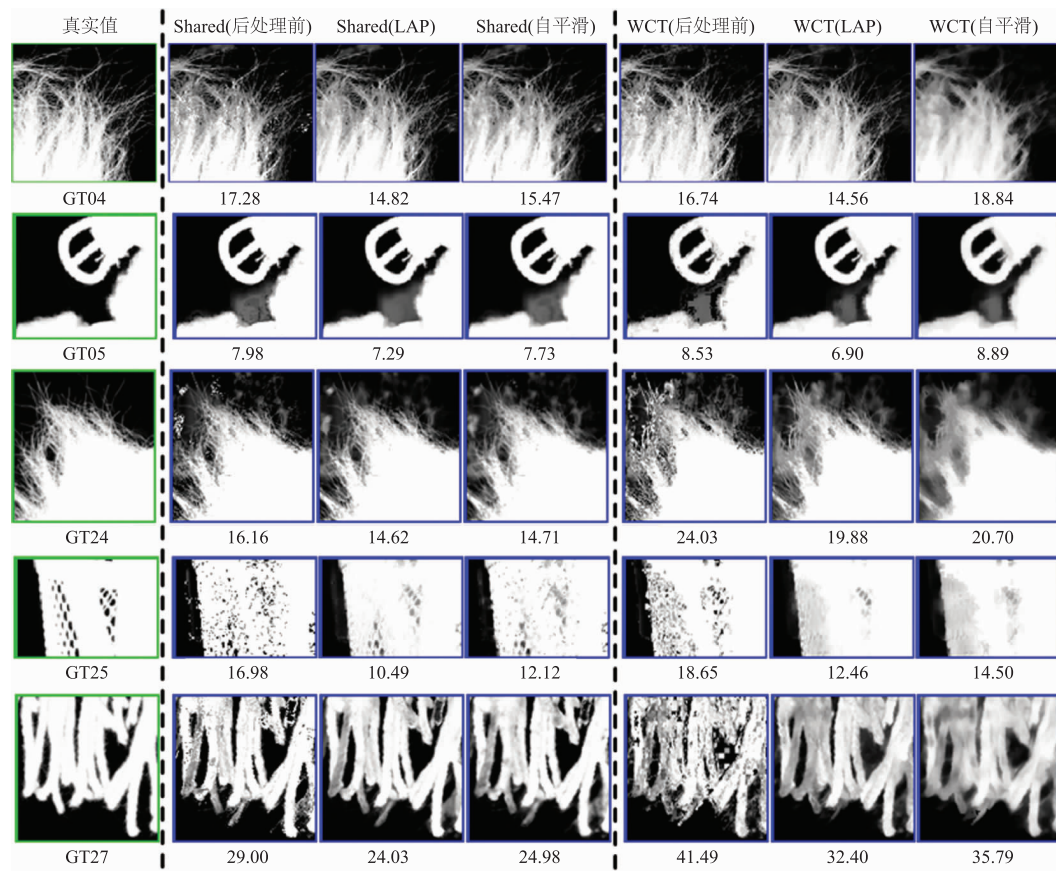 真实值 Shared(后处理前) Shared(LAP) Shared(自平滑) WCT(后处理前) WCT(LAP) WCT(自平滑)
GT04 17.28 14.82 15.47 16.74 14.56 18.84
GT05 7.98 7.29 7.73 8.53 6.90 8.89
GT24 16.16 14.62 14.71 24.03 19.88 20.70
GT25 16.98 10.49 12.12 18.65 12.46 14.50
GT27 29.00 24.03 24.98 41.49 32.40 35.79